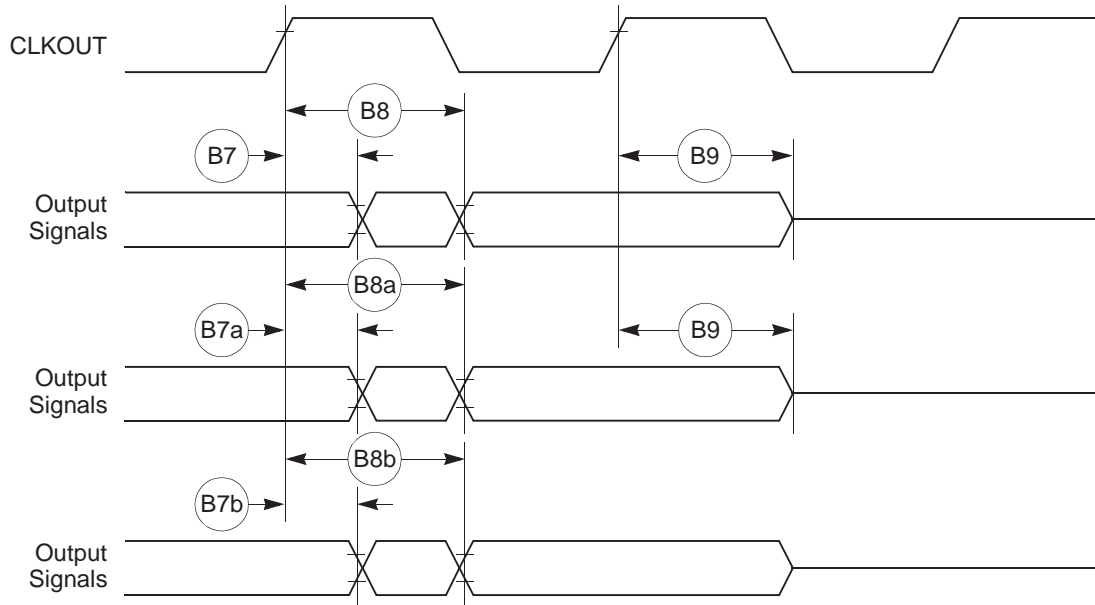 CLKOUT
B8
B7
B9
Output
Signals
B8a
B7a
B9
Output
Signals
B8b
B7b
Output
Signals